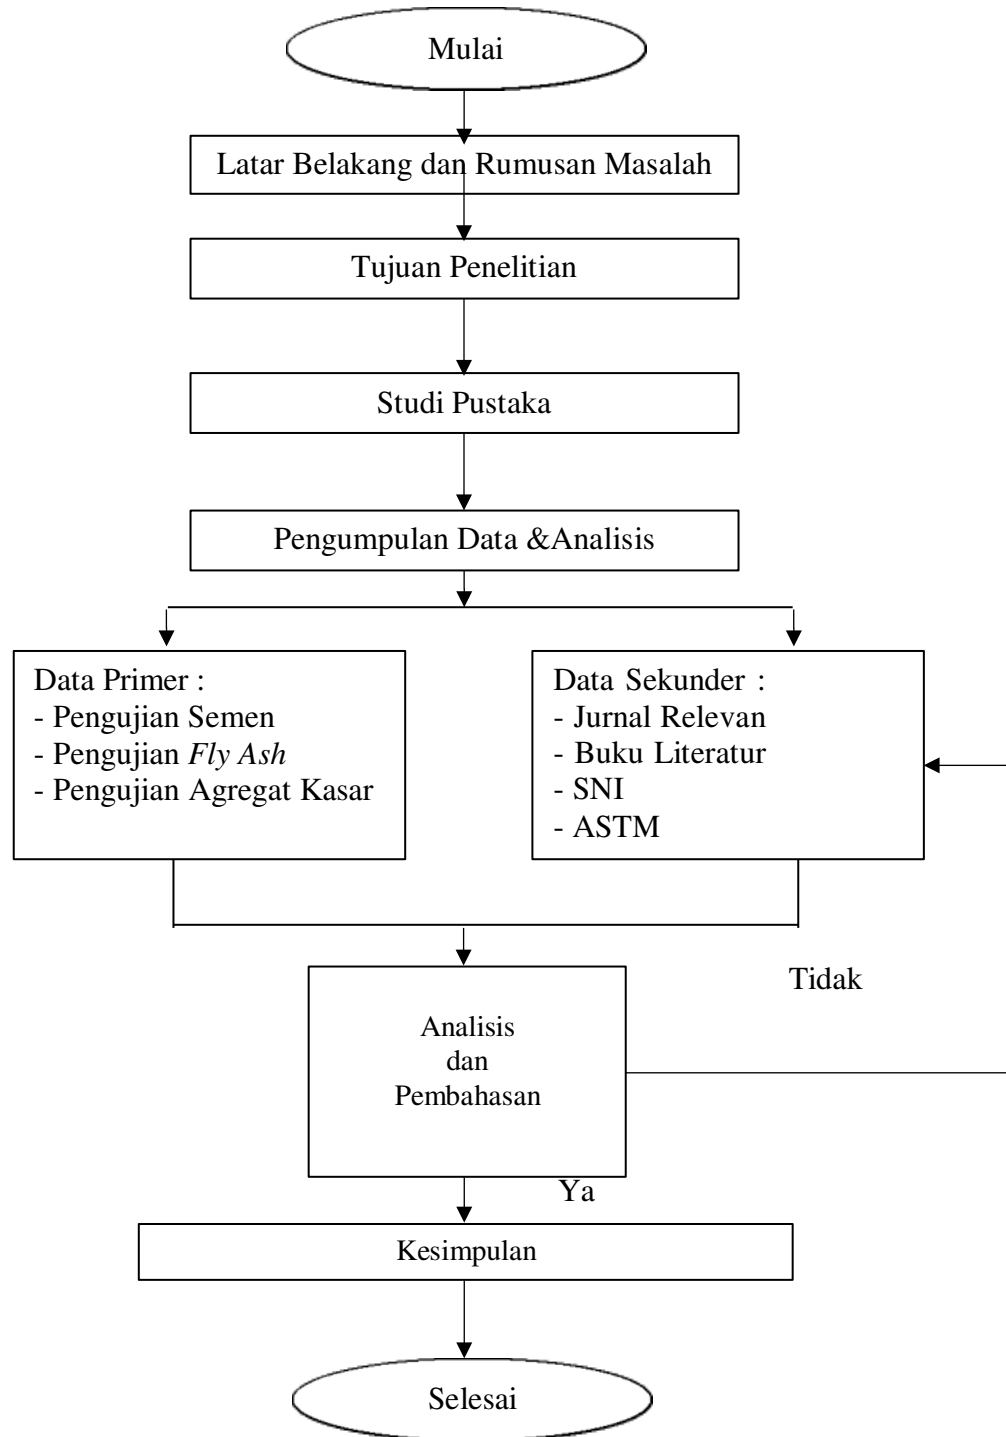 Mulai
Latar Belakang dan Rumusan Masalah
Tujuan Penelitian
Studi Pustaka
Pengumpulan Data &Analisis
Data Primer :
- Pengujian Semen
- Pengujian Fly Ash
- Pengujian Agregat Kasar
Data Sekunder :
- Jurnal Relevan
- Buku Literatur
- SNI
- ASTM
Tidak
Analisis
dan
Pembahasan
Ya
Kesimpulan
Selesai